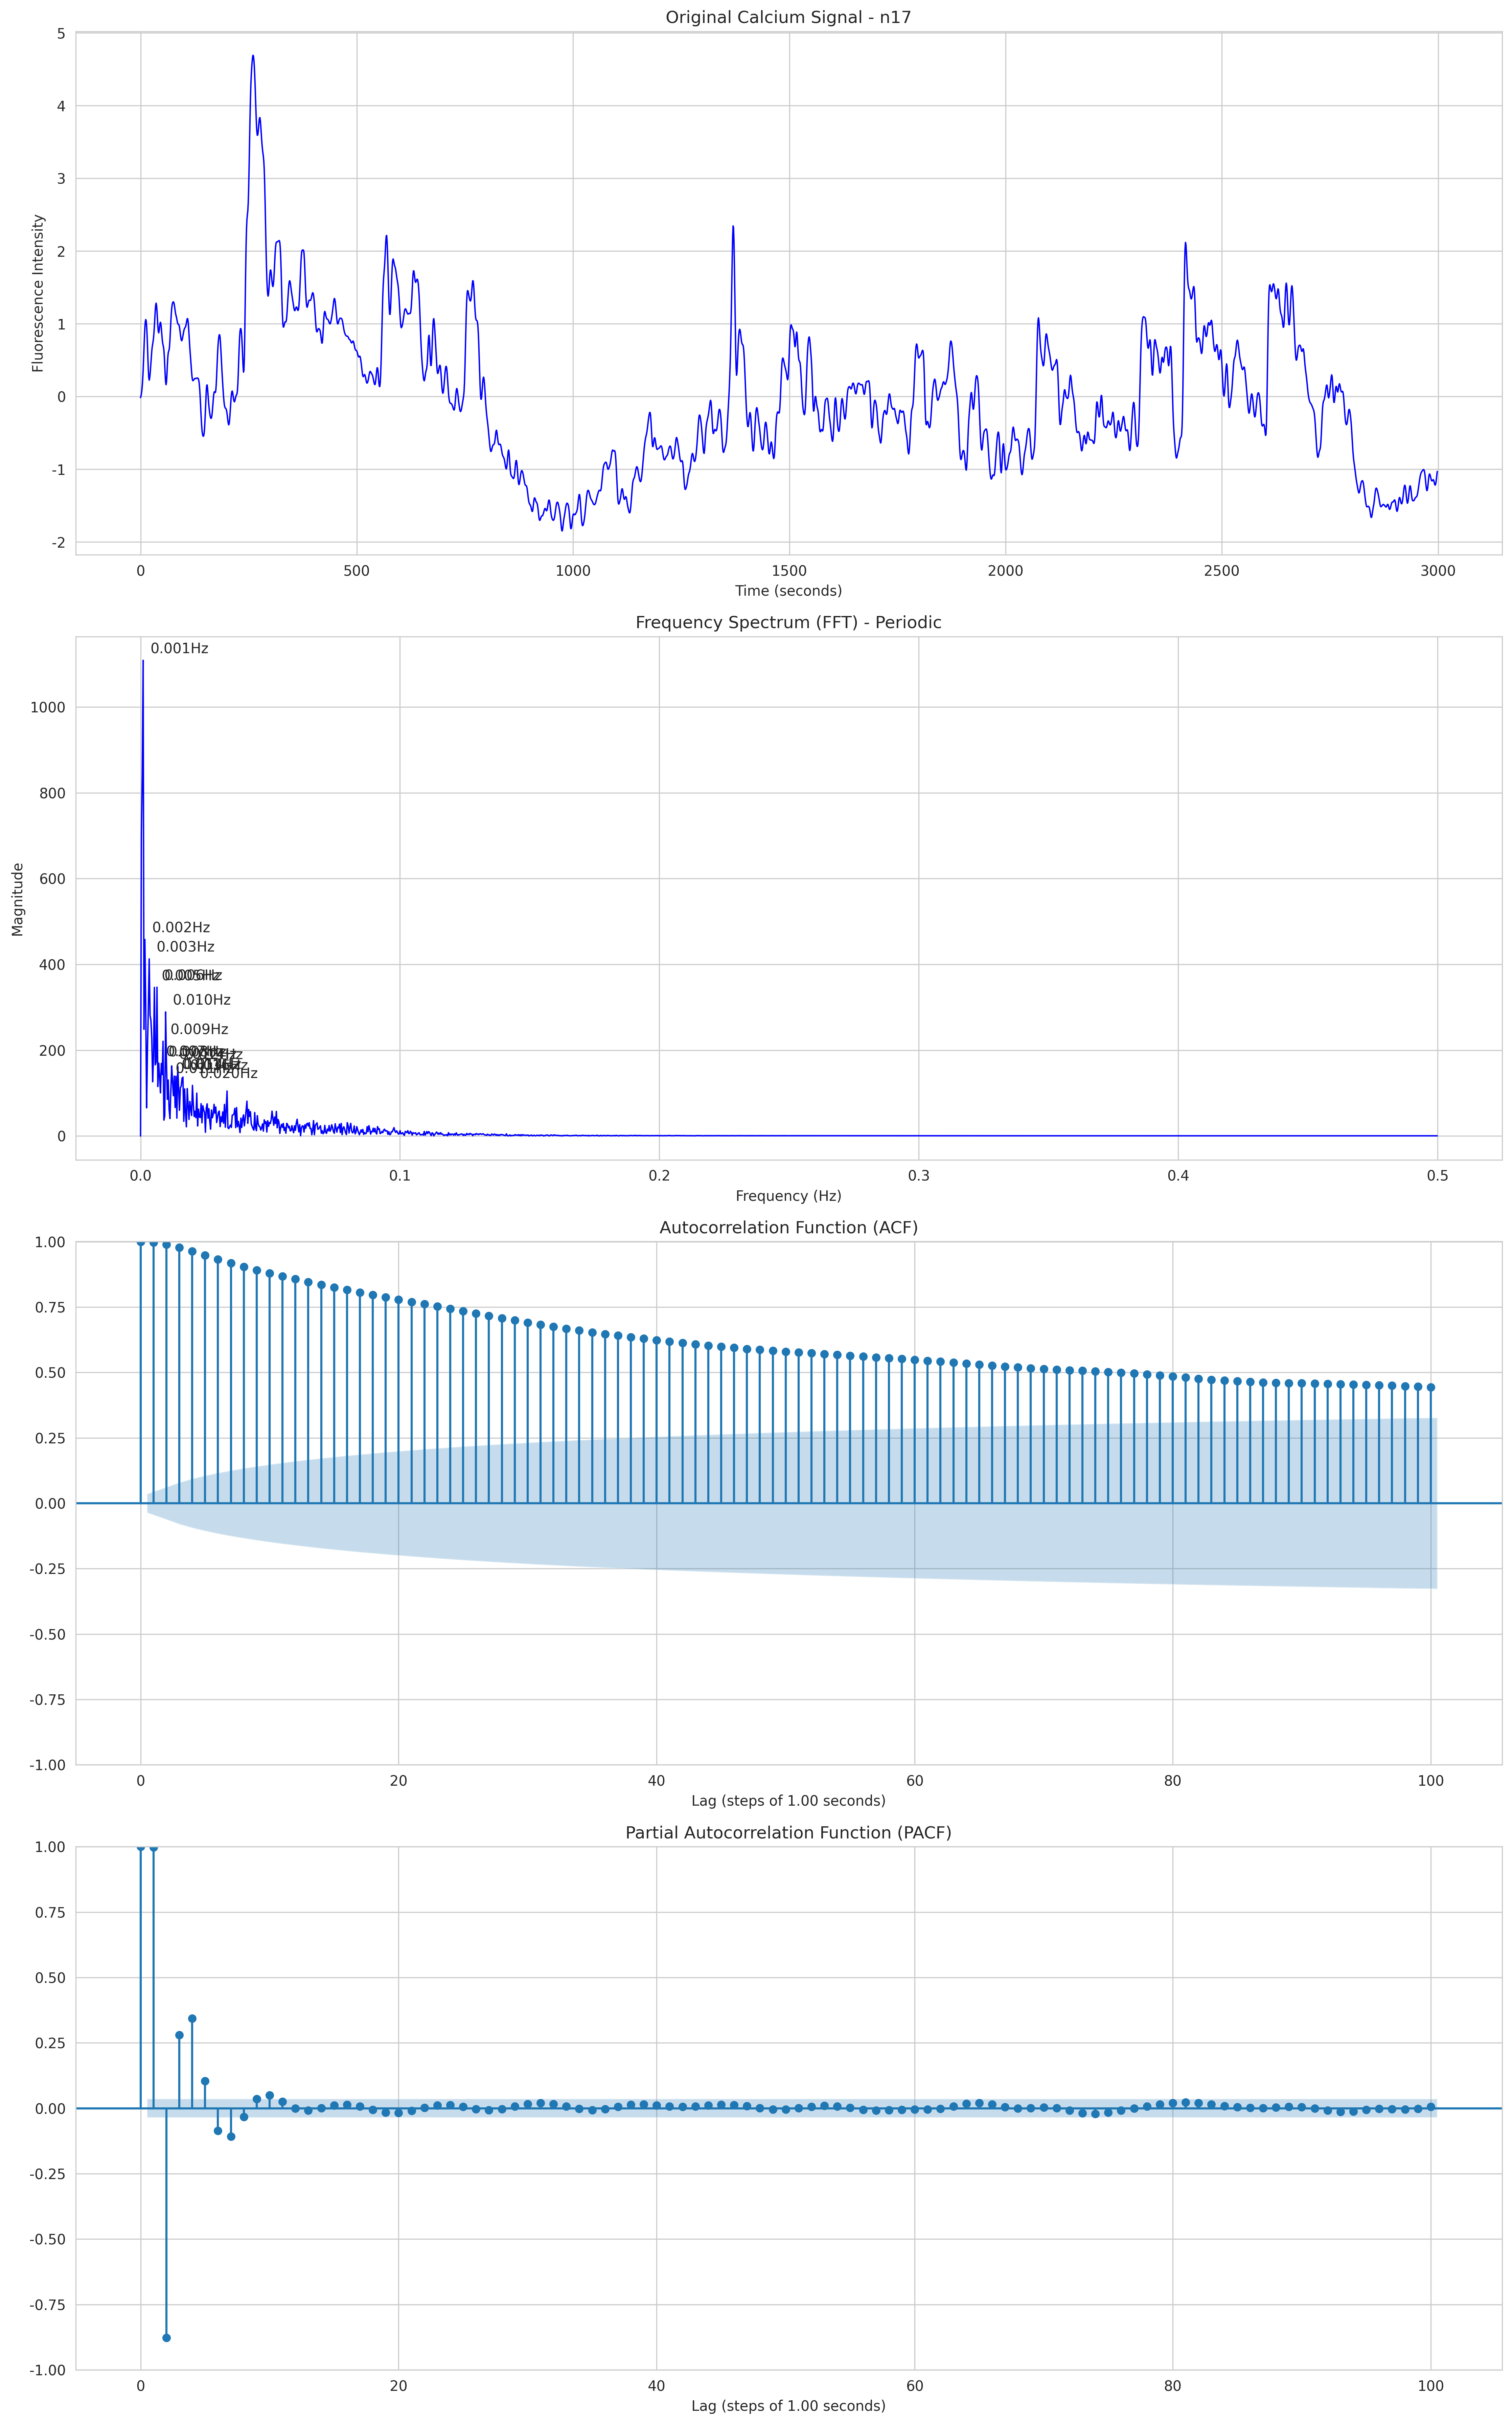 Original Calcium Signal - n17
5
4
3
2
1
0
-1
-2
Fluorescence Intensity
0 500 1000 1500 2000 2500 3000
Time (seconds)
Frequency Spectrum (FFT) - Periodic
1000
800
600
400
200
0
Magnitude
0.001Hz
0.002Hz
0.003Hz
0.010Hz
0.009Hz
0.020Hz
0.0 0.1 0.2 0.3 0.4 0.5
Frequency (Hz)
Autocorrelation Function (ACF)
1.00
0.75
0.50
0.25
0.00
-0.25
-0.50
-0.75
-1.00
0 20 40 60 80 100
Lag (steps of 1.00 seconds)
Partial Autocorrelation Function (PACF)
1.00
0.75
0.50
0.25
0.00
-0.25
-0.50
-0.75
-1.00
0 20 40 60 80 100
Lag (steps of 1.00 seconds)